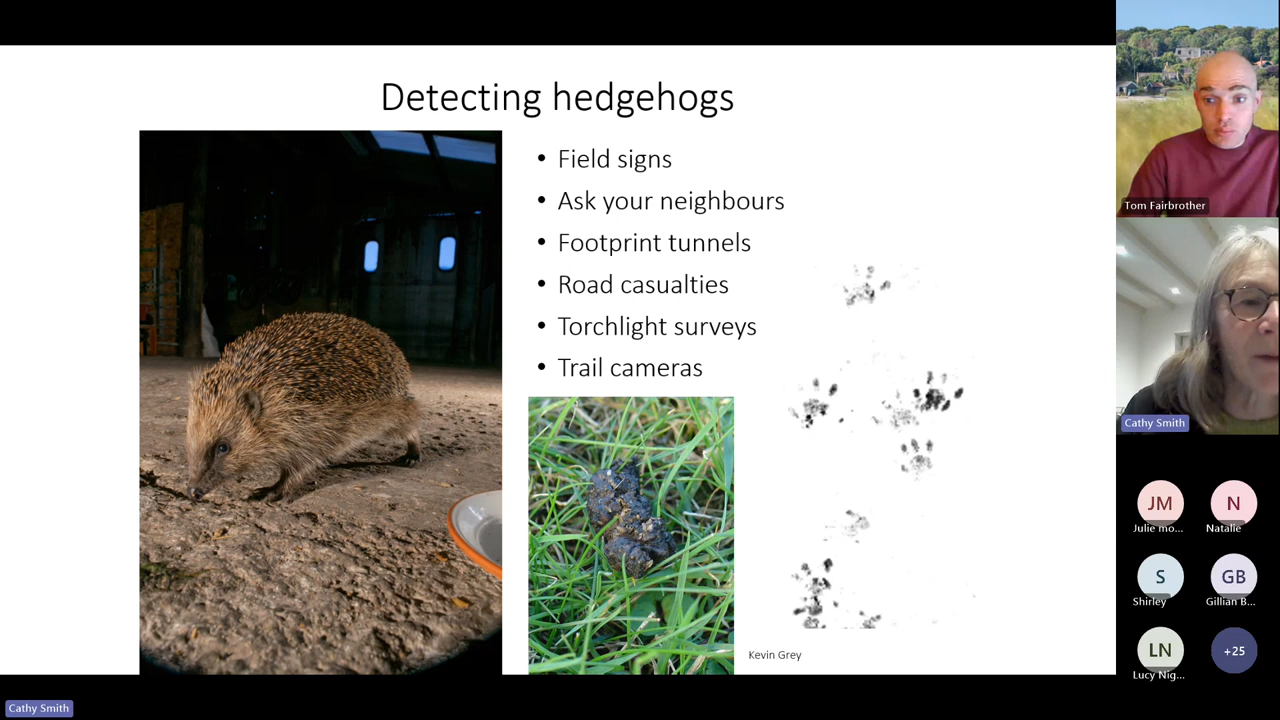 Detecting hedgehogs
• Field signs
• Ask your neighbours
• Footprint tunnels
• Road casualties
• Torchlight surveys
• Trail cameras
Kevin Grey
Tom Fairbrother
Cathy Smith
JM
Julie mo...
N
Natalie
S
Shirley
GB
Gillian B...
LN
Lucy Nig...
+25
Cathy Smith